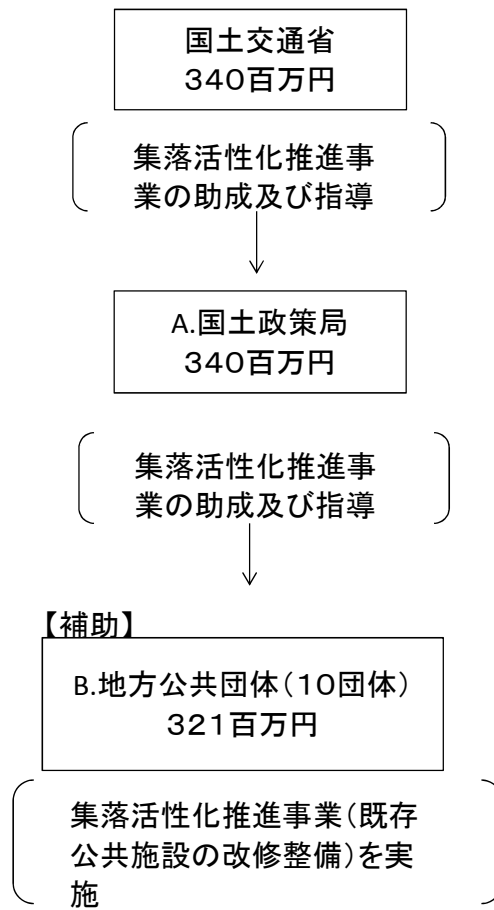 国土交通省
３４０百万円
集落活性化推進事
業の助成及び指導
A.国土政策局
３４０百万円
集落活性化推進事
業の助成及び指導
【補助】
B.地方公共団体（１０団体）
３２１百万円
集落活性化推進事業（既存
公共施設の改修整備）を実
施